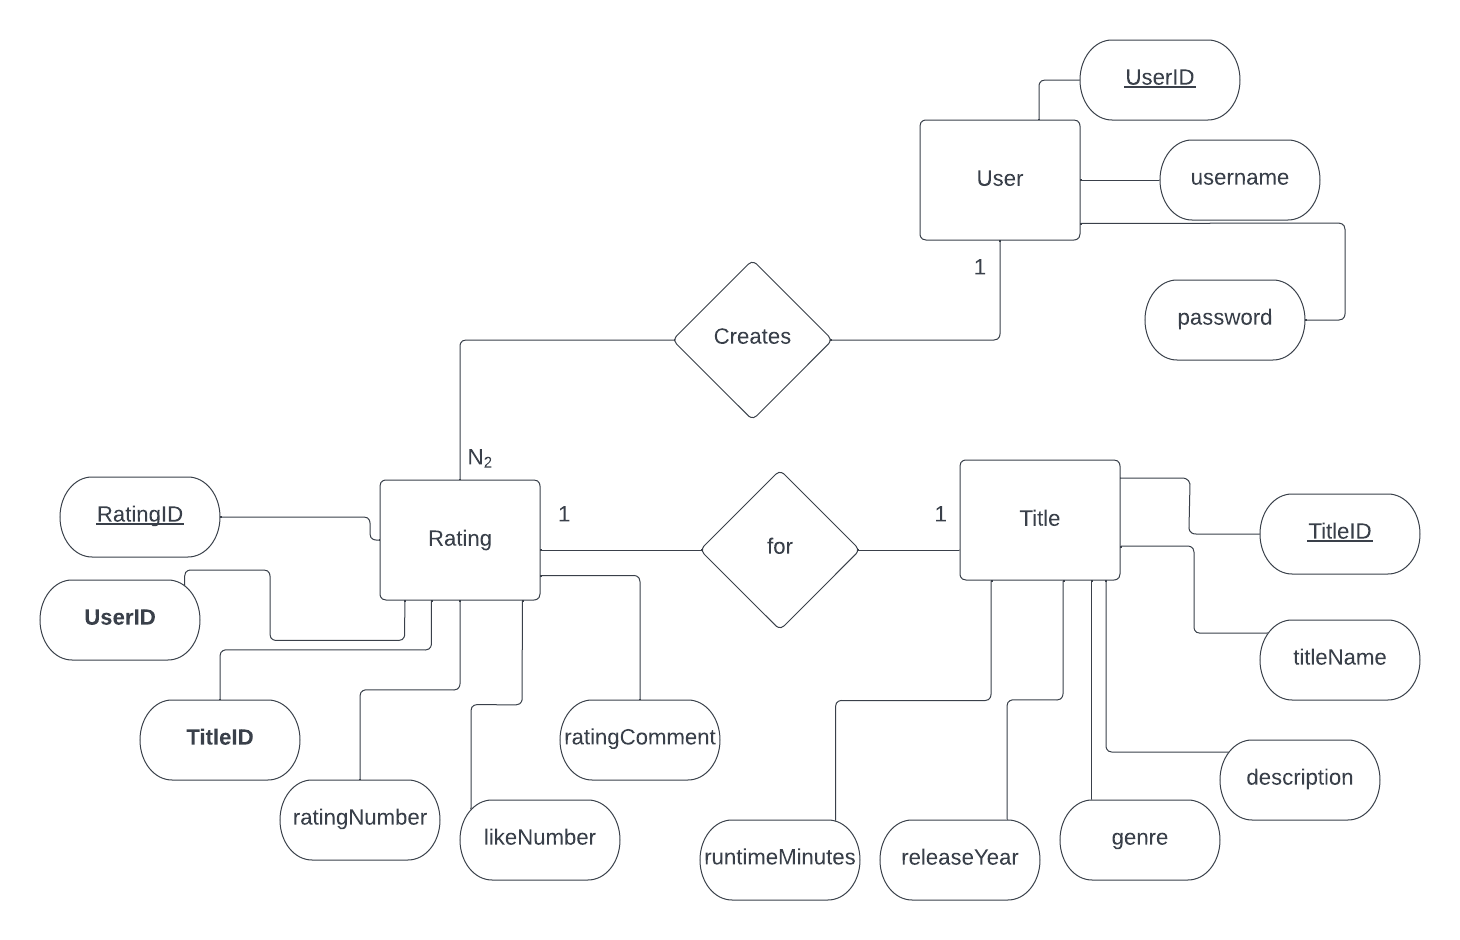 UserID
User
username
1
password
Creates
N₂
RatingID
Rating
1
for
1
Title
TitleID
UserID
titleName
TitleID
ratingComment
description
ratingNumber
likeNumber
genre
runtimeMinutes
releaseYear